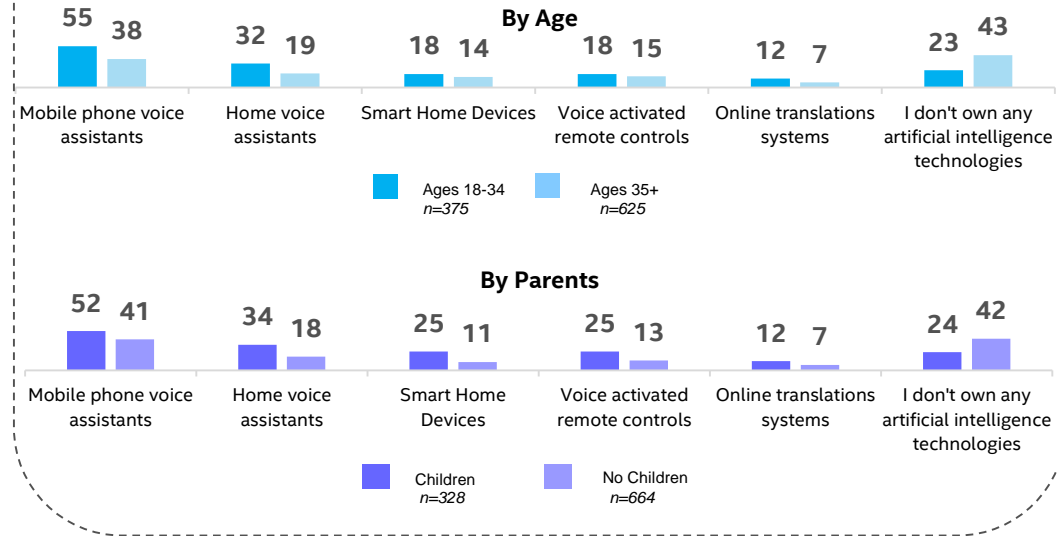 By Age
55 38 32 19 18 14 18 15 12 7 23 43
Mobile phone voice assistants
Home voice assistants
Smart Home Devices
Voice activated remote controls
Online translations systems
I don't own any artificial intelligence technologies
Ages 18-34
n=375
Ages 35+
n=625
By Parents
52 41 34 18 25 11 25 13 12 7 24 42
Mobile phone voice assistants
Home voice assistants
Smart Home Devices
Voice activated remote controls
Online translations systems
I don't own any artificial intelligence technologies
Children
n=328
No Children
n=664